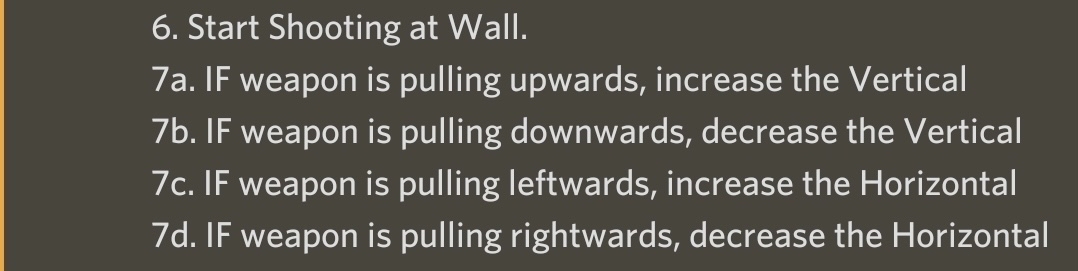 6. Start Shooting at Wall.
7a. IF weapon is pulling upwards, increase the Vertical
7b. IF weapon is pulling downwards, decrease the Vertical
7c. IF weapon is pulling leftwards, increase the Horizontal
7d. IF weapon is pulling rightwards, decrease the Horizontal